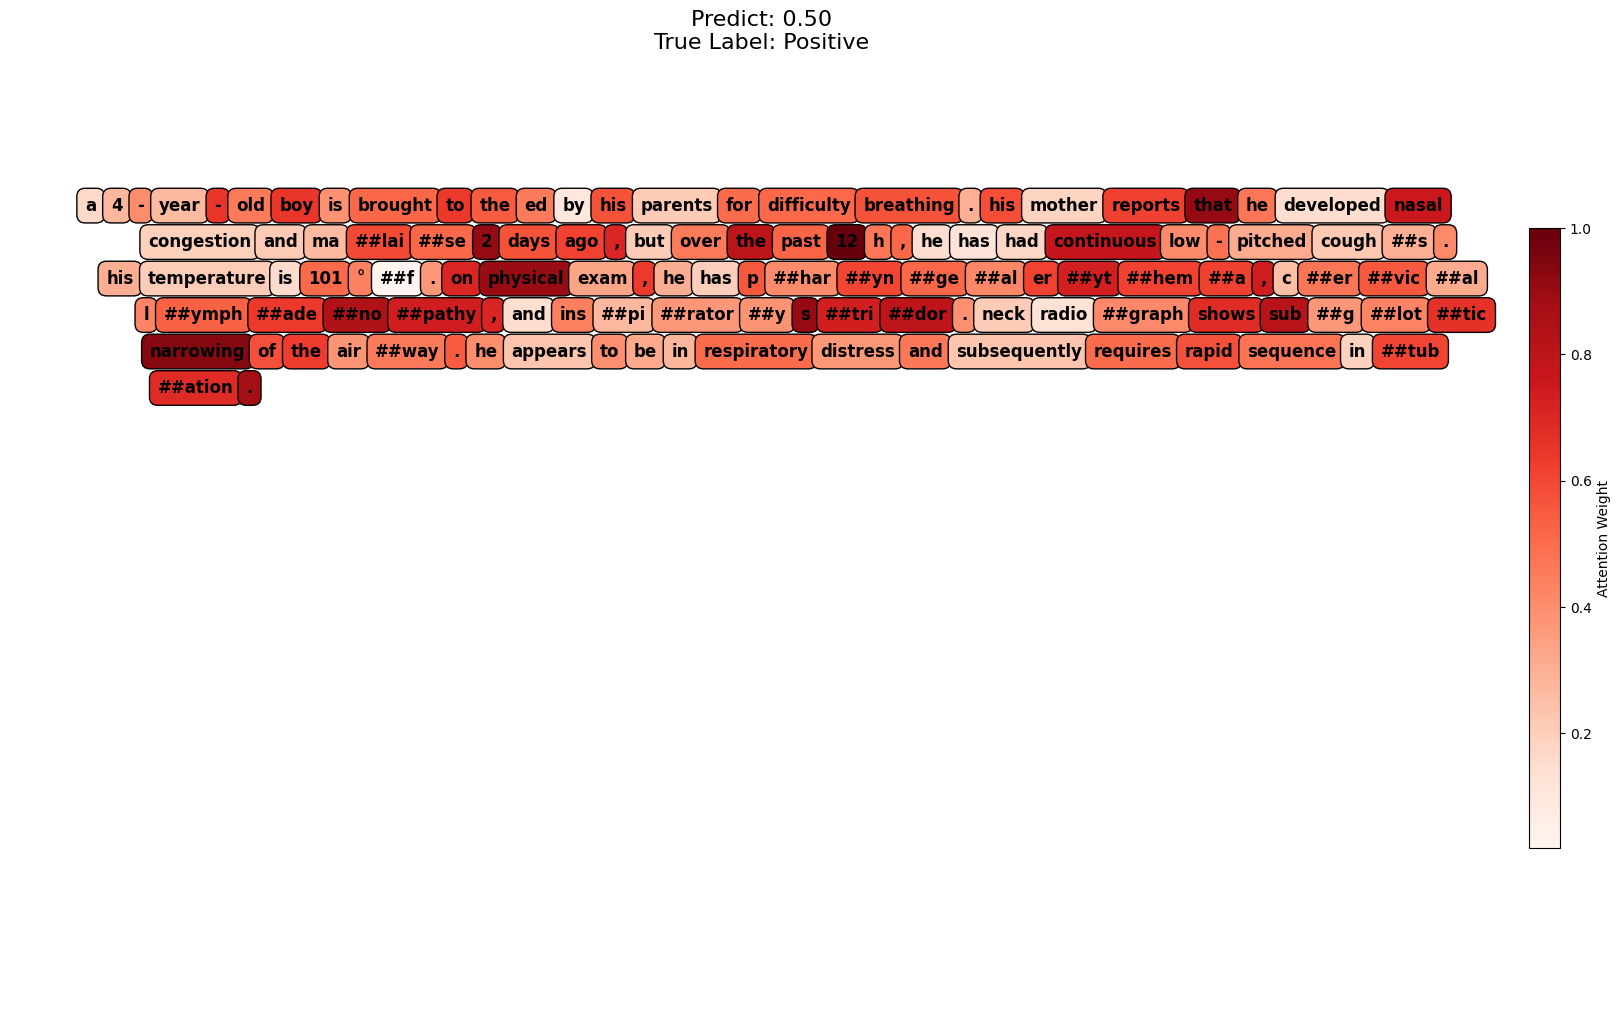 Predict: 0.50
True Label: Positive
a 4 - year - old boy is brought to the ed by his parents for difficulty breathing . his mother reports that he developed nasal
congestion and ma ##lai ##se 2 days ago , but over the past 12 h , he has had continuous low - pitched cough ##s .
his temperature is 101 ° ##f . on physical exam , he has p ##har ##yn ##ge ##al er ##yt ##hem ##a , c ##er ##vic ##al
l ##ymph ##ade ##no ##pathy , and ins ##pi ##rator ##y s ##tri ##dor . neck radio ##graph shows sub ##g ##lot ##tic
narrowing of the air ##way . he appears to be in respiratory distress and subsequently requires rapid sequence in ##tub
##ation .
1.0
0.8
0.6
0.4
0.2
Attention Weight